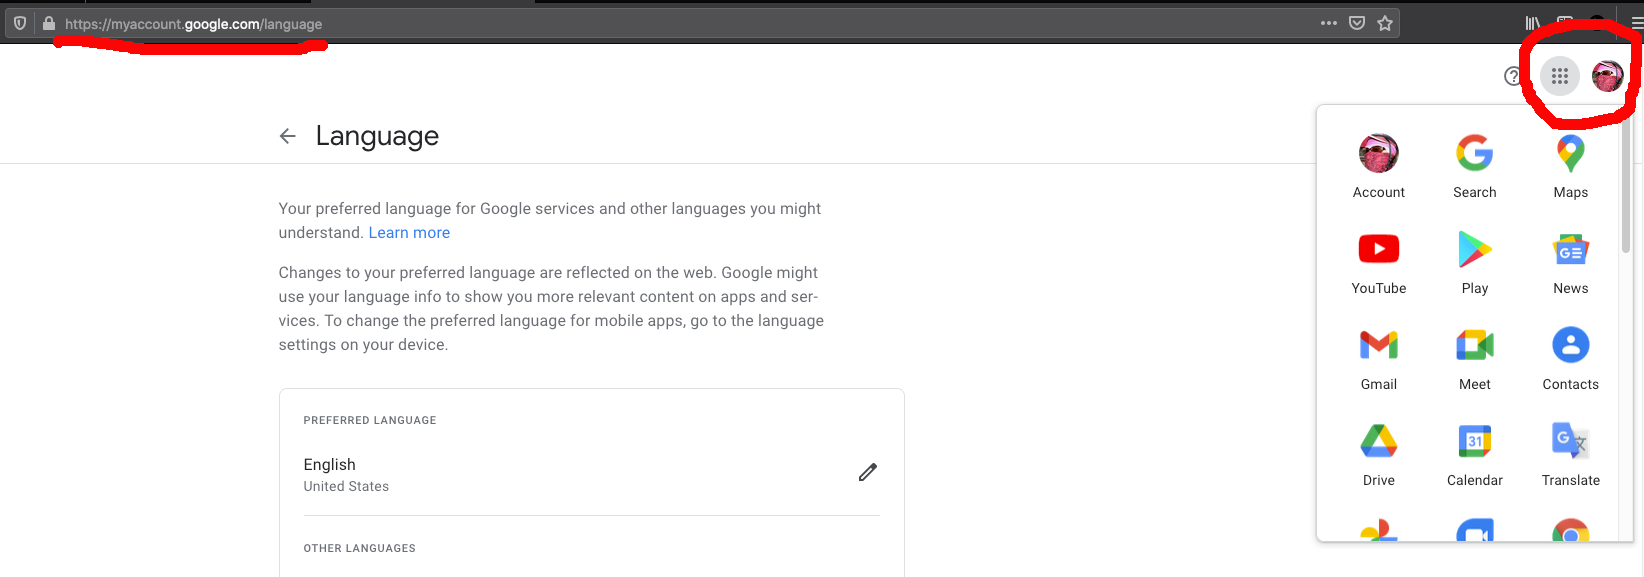 https://myaccount.google.com/language
Language
Your preferred language for Google services and other languages you might
understand. Learn more
Changes to your preferred language are reflected on the web. Google might
use your language info to show you more relevant content on apps and ser-
vices. To change the preferred language for mobile apps, go to the language
settings on your device.
PREFERRED LANGUAGE
English
United States
OTHER LANGUAGES
Account Search Maps
YouTube Play News
Gmail Meet Contacts
31
Drive Calendar Translate